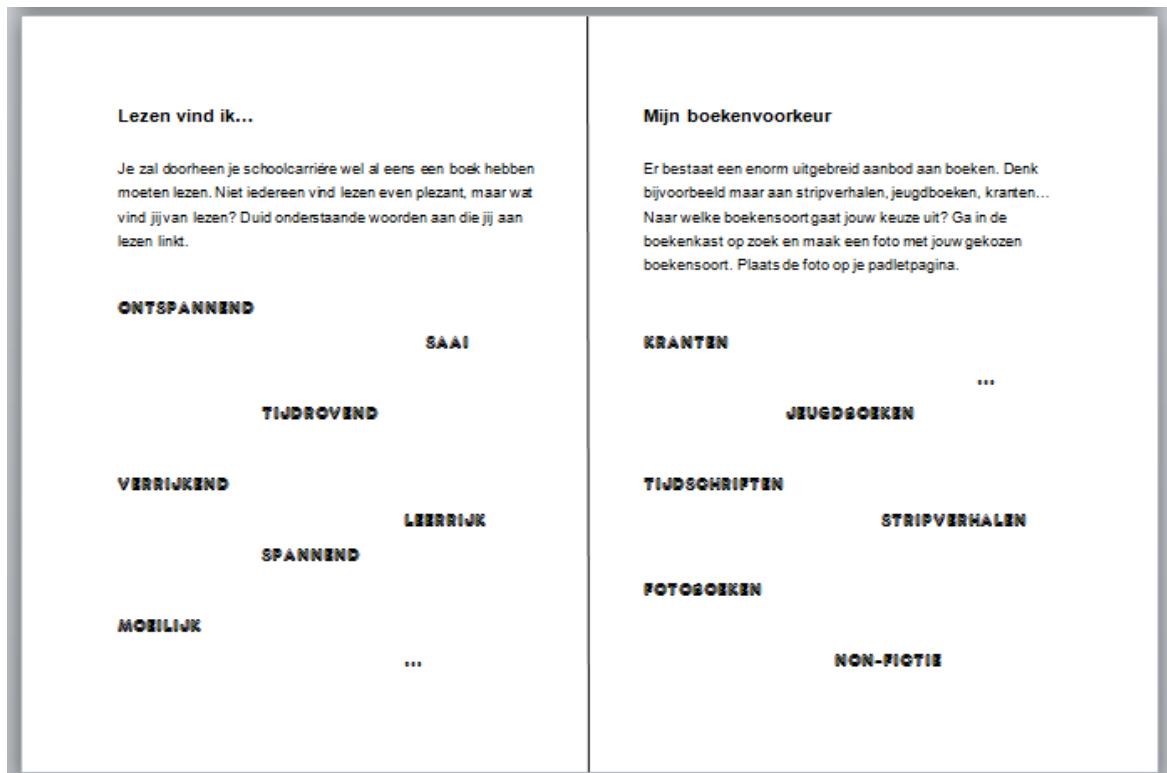 Lezen vind ik...
Je zal doorheen je schoolcarrière wel al eens een boek hebben
moeten lezen. Niet iedereen vind lezen even plezant, maar wat
vind jij van lezen? Duid onderstaande woorden aan die jij aan
lezen linkt.
ONTSPANNEND
SAAI
TIJDROVEND
VERRIJKEND
LEERRIJK
SPANNEND
MOEILIJK
...
Mijn boekenvoorkeur
Er bestaat een enorm uitgebreid aanbod aan boeken. Denk
bijvoorbeeld maar aan stripverhalen, jeugdboeken, kranten...
Naar welke boekensoort gaat jouw keuze uit? Ga in de
boekenkast op zoek en maak een foto met jouw gekozen
boekensoort. Plaats de foto op je padletpagina.
KRANTEN
...
JEUGDBOEKEN
TIJDSCHRIFTEN
STRIPVERHALEN
FOTOBOEKEN
NON-FICTIE